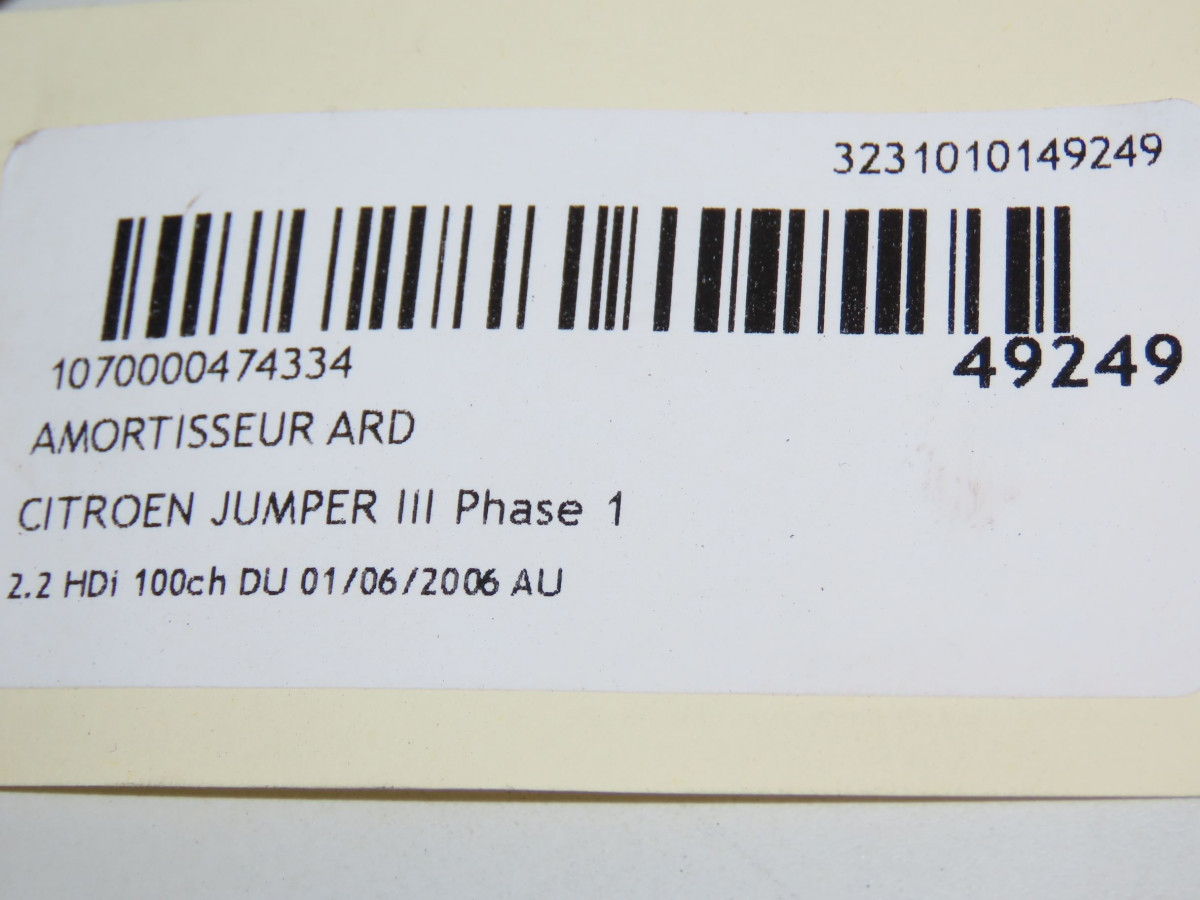 3231010149249
1070000474334
49249
AMORTISSEUR ARD
CITROEN JUMPER III Phase 1
2.2 HDi 100ch DU 01/06/2006 AU